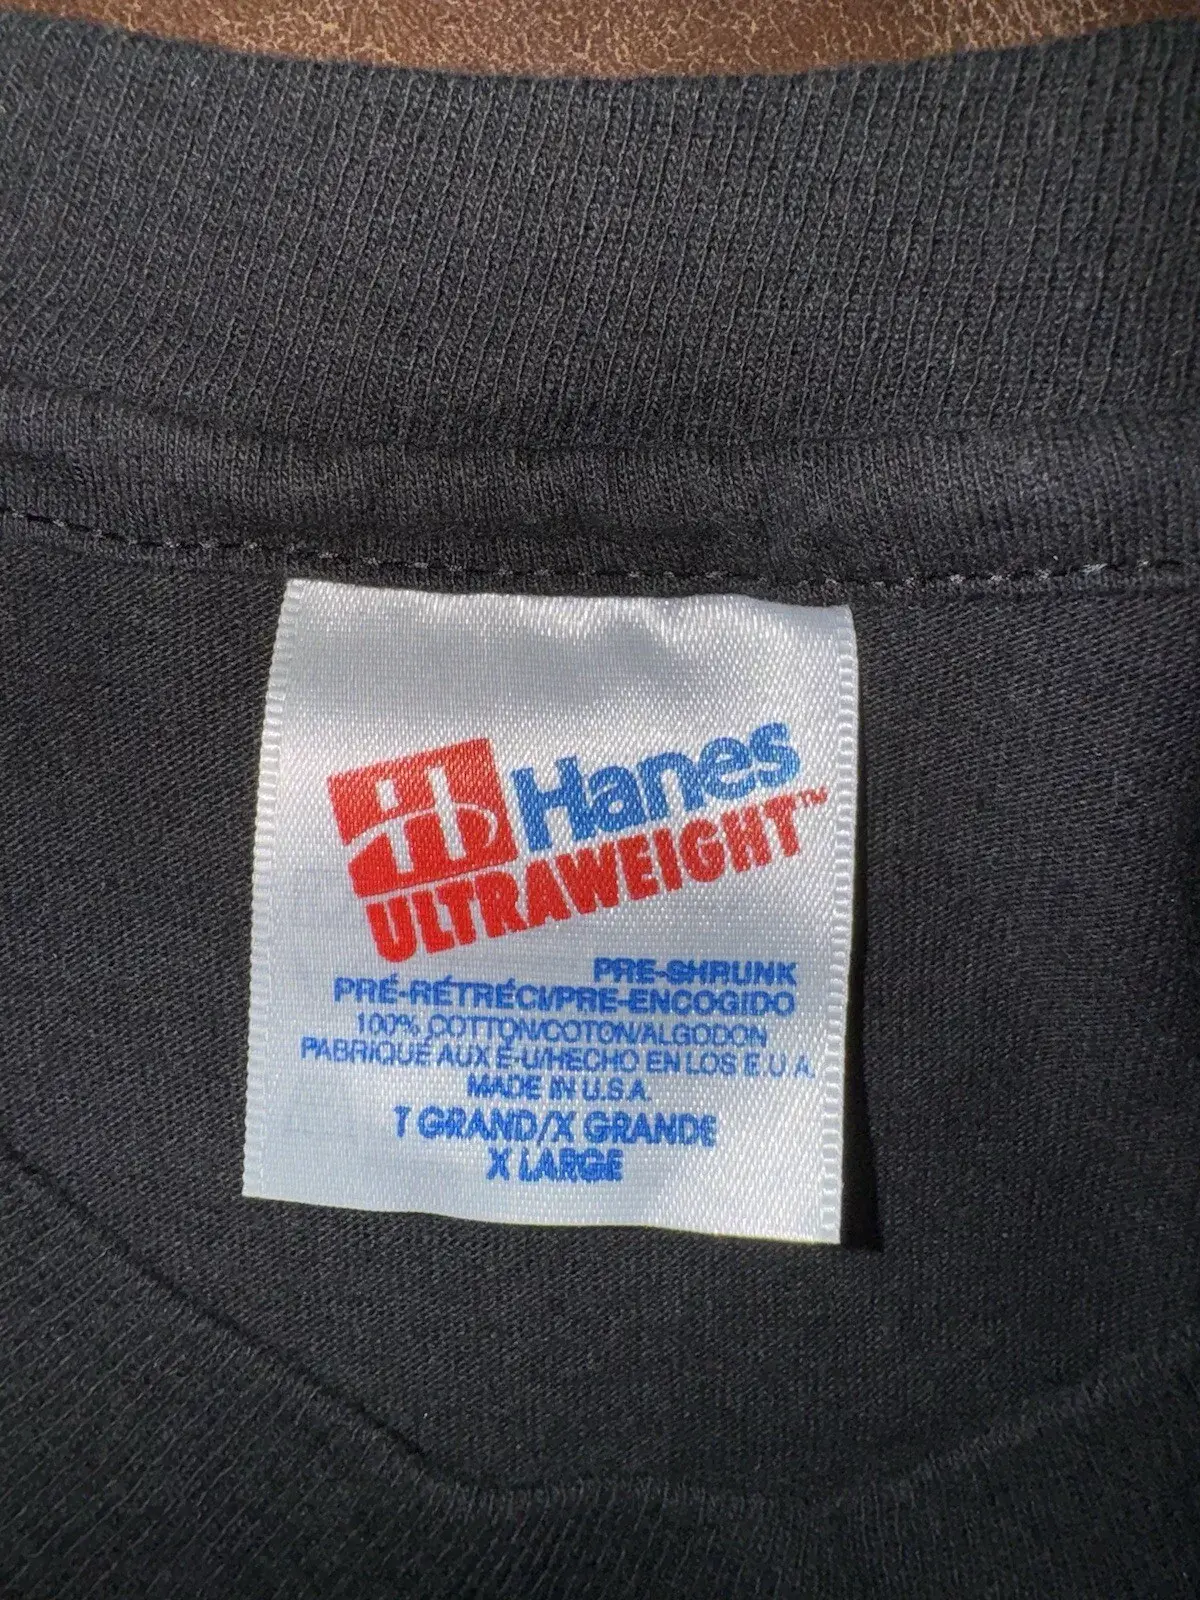 Hanes
ULTRAWEIGHT™
PRE-SHRUNK
PRÉ-RÉTRÉCI/PRE-ENCOGIDO
100% COTTON/COTON/ALGODON
FABRIQUÉ AUX É-U/HECHO EN LOS E.U.A.
MADE IN U.S.A.
T GRAND/X GRANDE
X LARGE